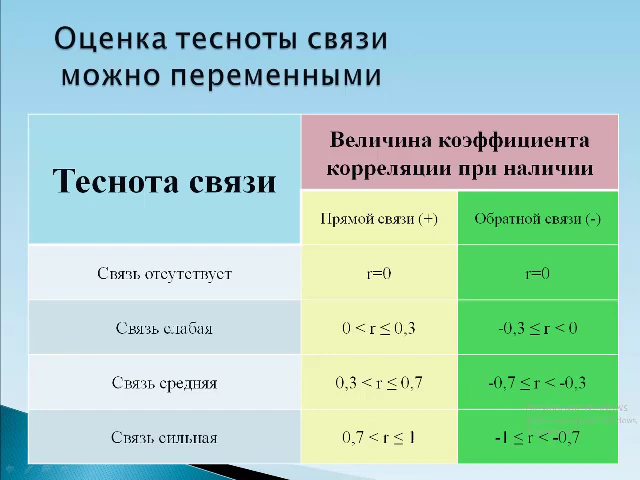 Оценка тесноты связи
можно переменными
Теснота связи
Величина коэффициента
корреляции при наличии
Прямой связи (+)
Обратной связи (-)
Связь отсутствует
r=0
r=0
Связь слабая
0 < r ≤ 0,3
-0,3 ≤ r < 0
Связь средняя
0,3 < r ≤ 0,7
-0,7 ≤ r < -0,3
Связь сильная
0,7 < r ≤ 1
-1 ≤ r < -0,7